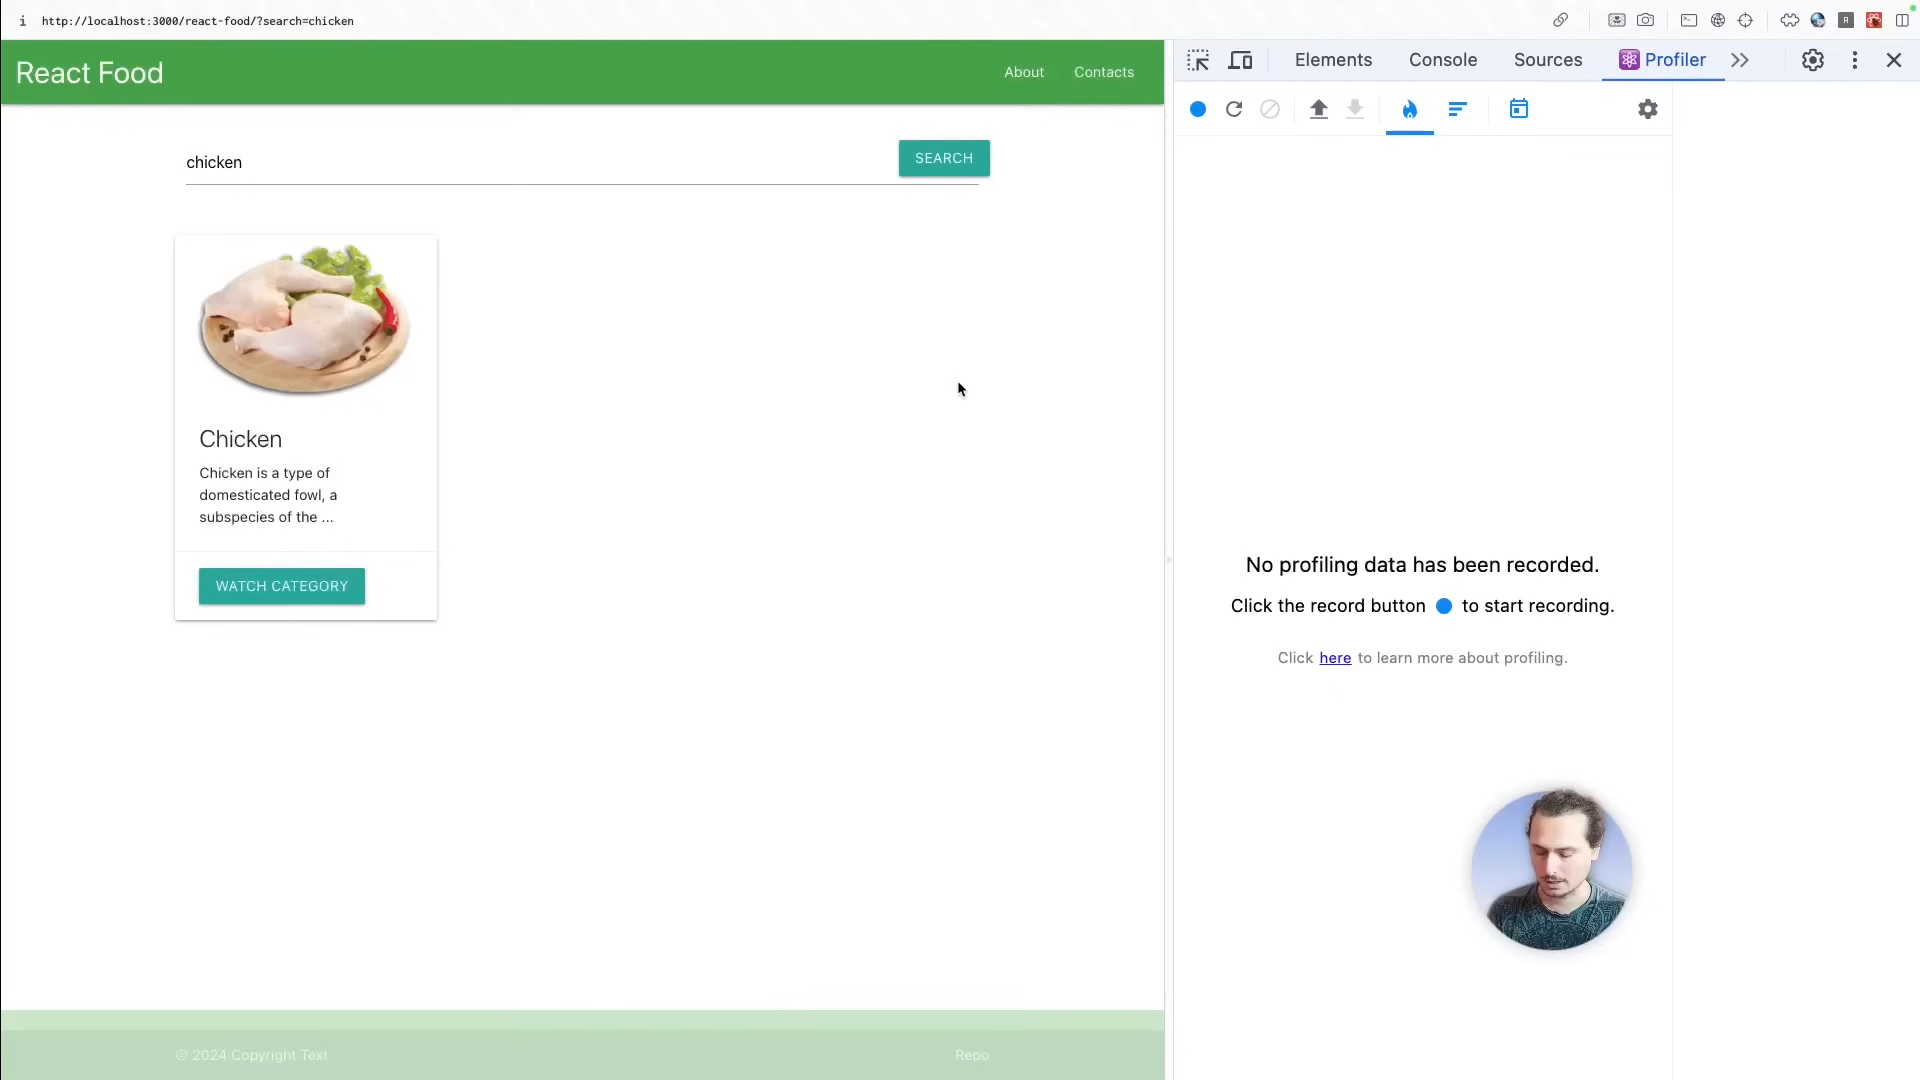 i http://localhost:3000/react-food/?search=chicken
React Food
About
Contacts
chicken
SEARCH
Chicken
Chicken is a type of
domesticated fowl, a
subspecies of the ...
WATCH CATEGORY
© 2024 Copyright Text
Repo
Elements
Console
Sources
Profiler
No profiling data has been recorded.
Click the record button to start recording.
Click here to learn more about profiling.